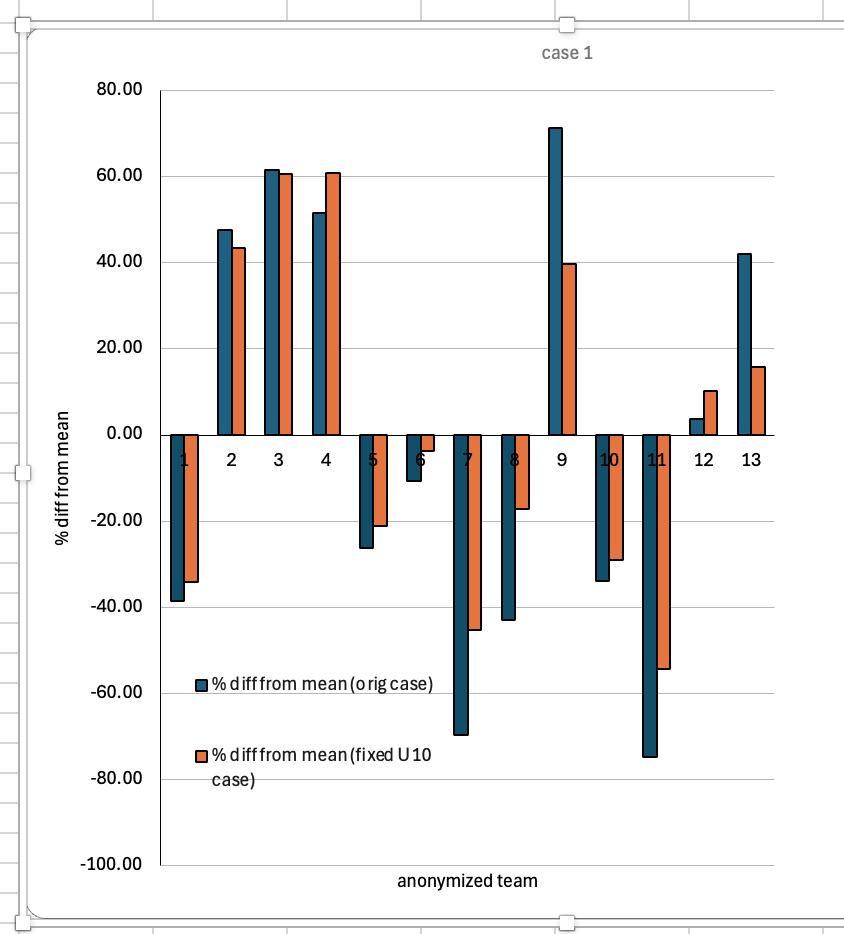 case 1
80.00
60.00
40.00
20.00
0.00
-20.00
-40.00
-60.00
-80.00
-100.00
% diff from mean
1 2 3 4 5 6 7 8 9 10 11 12 13
% diff from mean (orig case)
% diff from mean (fixed U10
case)
anonymized team